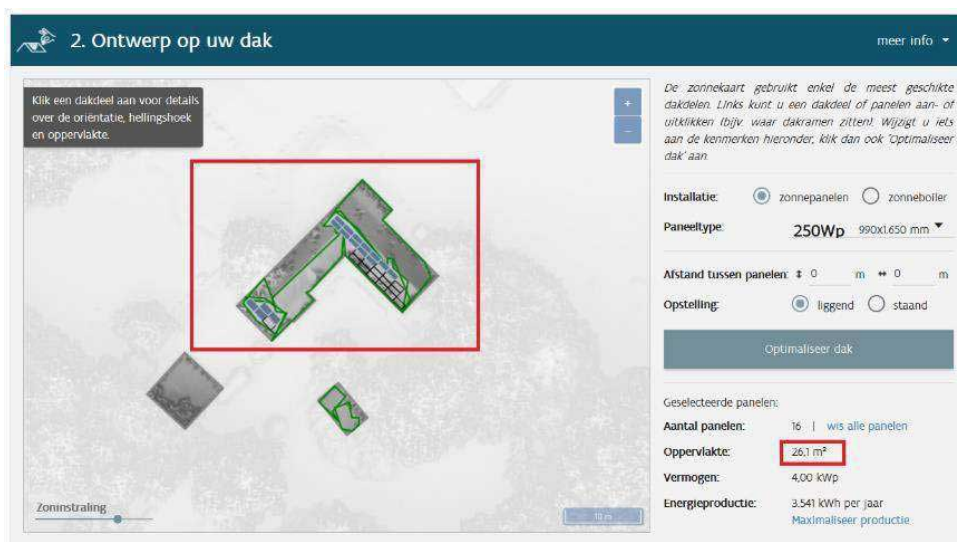 2. Ontwerp op uw dak
meer info
Klik een dakdeel aan voor details
over de oriëntatie, hellingshoek
en oppervlakte.
+
−
Zoninstraling
10 m
De zonnekaart gebruikt enkel de meest geschikte
dakdelen. Links kunt u een dakdeel of panelen aan- of
uitklikken (bijv. waar dakramen zitten). Wijzigt u iets
aan de kenmerken hieronder, klik dan ook 'Optimaliseer
dak' aan.
Installatie: zonnepanelen zonneboiler
Paneeltype: 250Wp 990x1.650 mm
Afstand tussen panelen: ↕ 0 m ↔ 0 m
Opstelling: liggend staand
Optimaliseer dak
Geselecteerde panelen:
Aantal panelen: 16 | wis alle panelen
Oppervlakte: 26,1 m²
Vermogen: 4,00 kWp
Energieproductie: 3.541 kWh per jaar
Maximaliseer productie